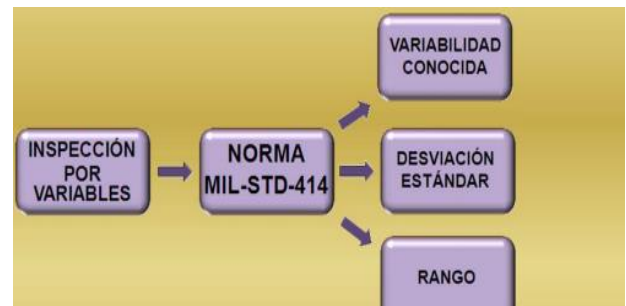 VARIABILIDAD
CONOCIDA
INSPECCIÓN
POR
VARIABLES
NORMA
MIL-STD-414
DESVIACIÓN
ESTÁNDAR
RANGO